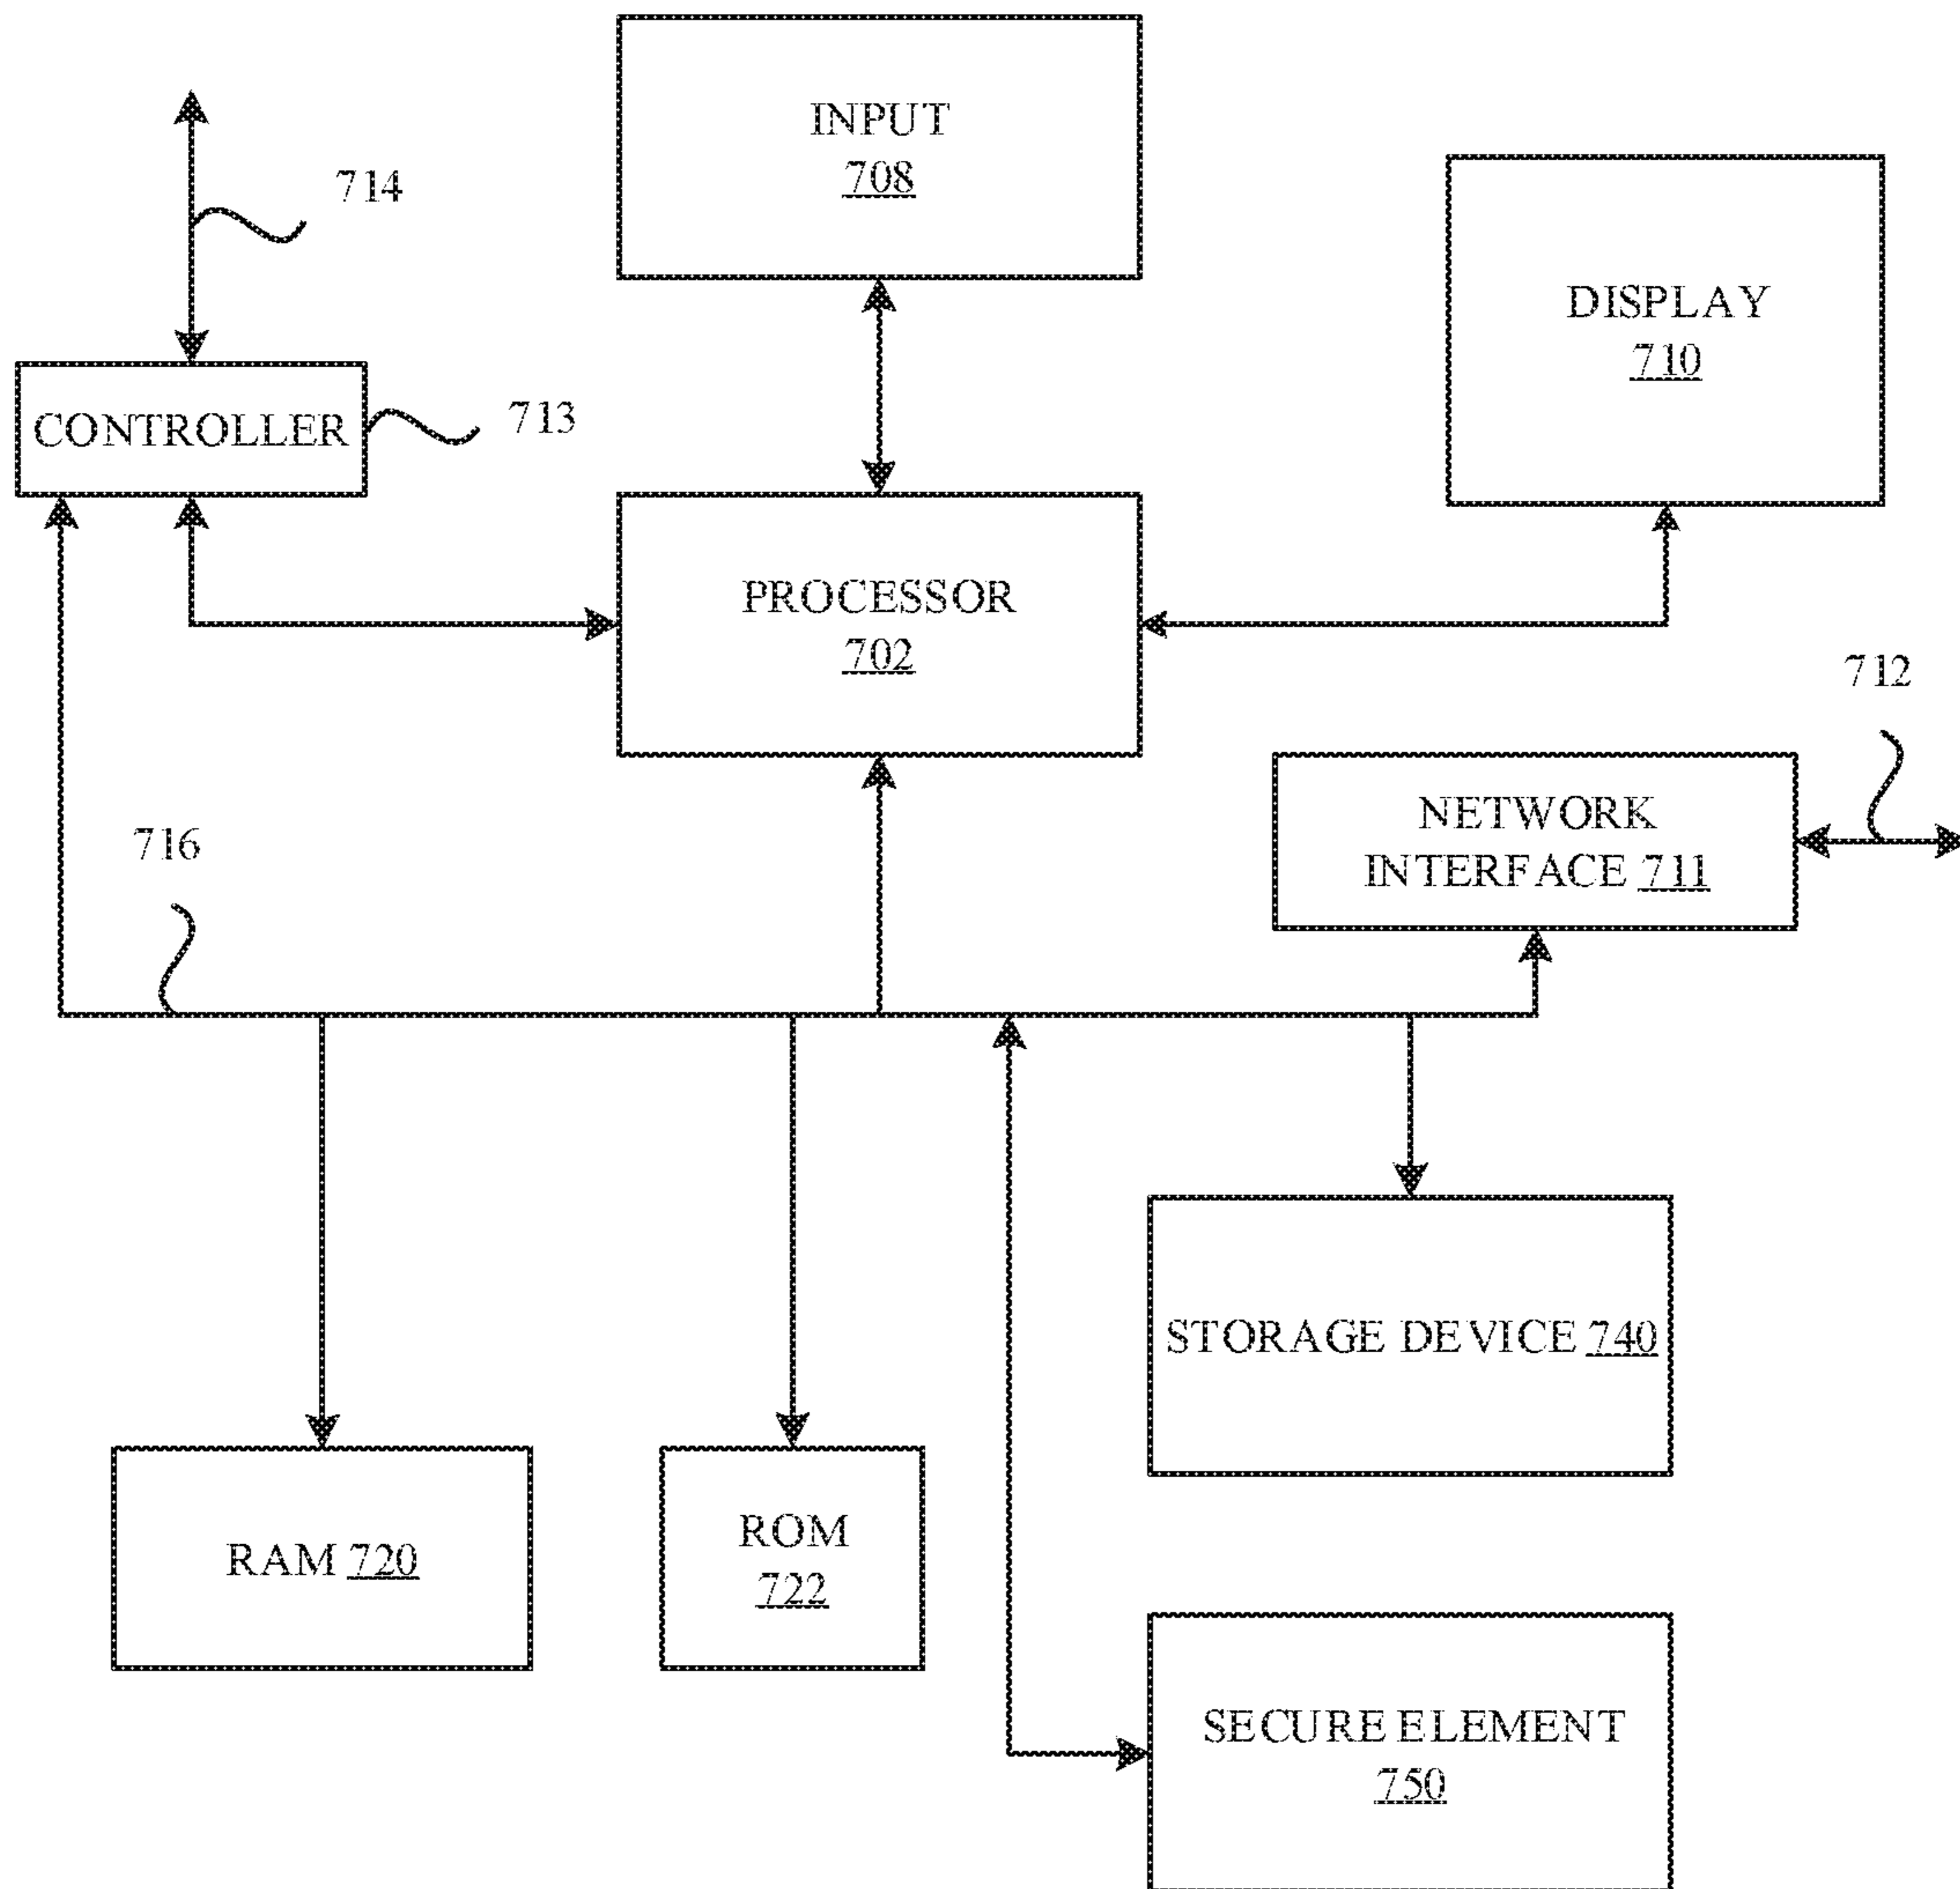 INPUT
708
714
DISPLAY
710
CONTROLLER
713
PROCESSOR
702
712
NETWORK
INTERFACE 711
716
STORAGE DEVICE 740
RAM 720
ROM
722
SECURE ELEMENT
750